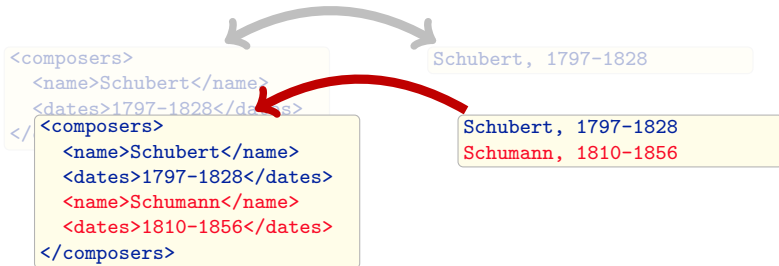 <composers>
<name>Schubert</name>
<dates>1797-1828</dates>
</
Schubert, 1797-1828
<composers>
<name>Schubert</name>
<dates>1797-1828</dates>
<name>Schumann</name>
<dates>1810-1856</dates>
</composers>
Schubert, 1797-1828
Schumann, 1810-1856